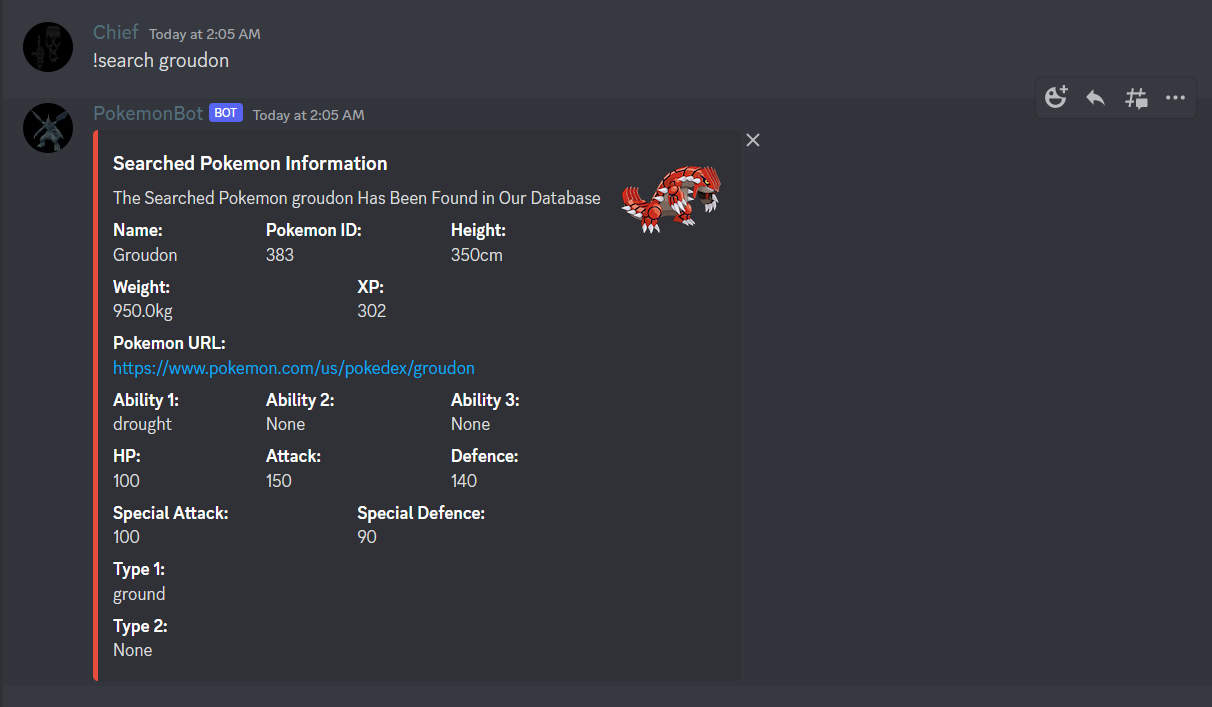 Chief Today at 2:05 AM
!search groudon
PokemonBot BOT Today at 2:05 AM
Searched Pokemon Information
The Searched Pokemon groudon Has Been Found in Our Database
Name: Pokemon ID: Height:
Groudon 383 350cm
Weight: XP:
950.0kg 302
Pokemon URL:
https://www.pokemon.com/us/pokedex/groudon
Ability 1: Ability 2: Ability 3:
drought None None
HP: Attack: Defence:
100 150 140
Special Attack: Special Defence:
100 90
Type 1:
ground
Type 2:
None